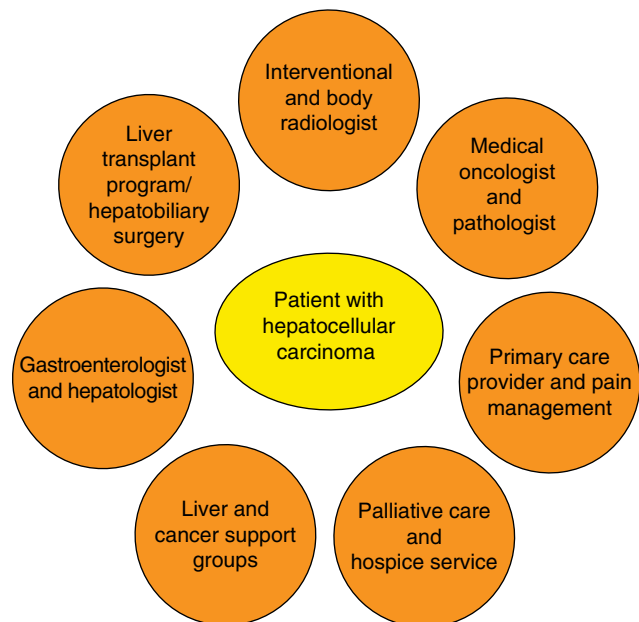 Interventional
and body
radiologist
Medical
oncologist
and
pathologist
Primary care
provider and pain
management
Palliative care
and
hospice service
Liver and
cancer support
groups
Gastroenterologist
and hepatologist
Liver
transplant
program/
hepatobiliary
surgery
Patient with
hepatocellular
carcinoma